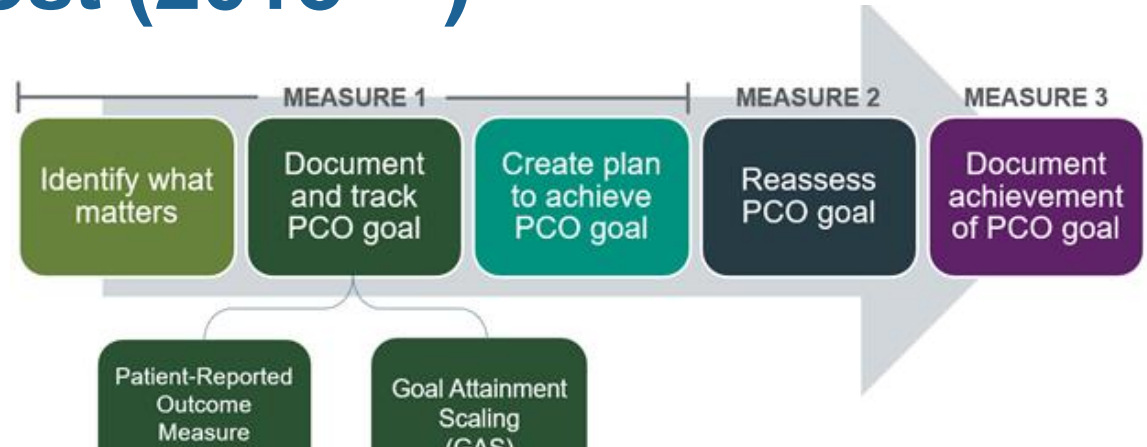 MEASURE 1
MEASURE 2
MEASURE 3
Identify what
matters
Document
and track
PCO goal
Create plan
to achieve
PCO goal
Reassess
PCO goal
Document
achievement
of PCO goal
Patient-Reported
Outcome
Measure
Goal Attainment
Scaling
(GAS)